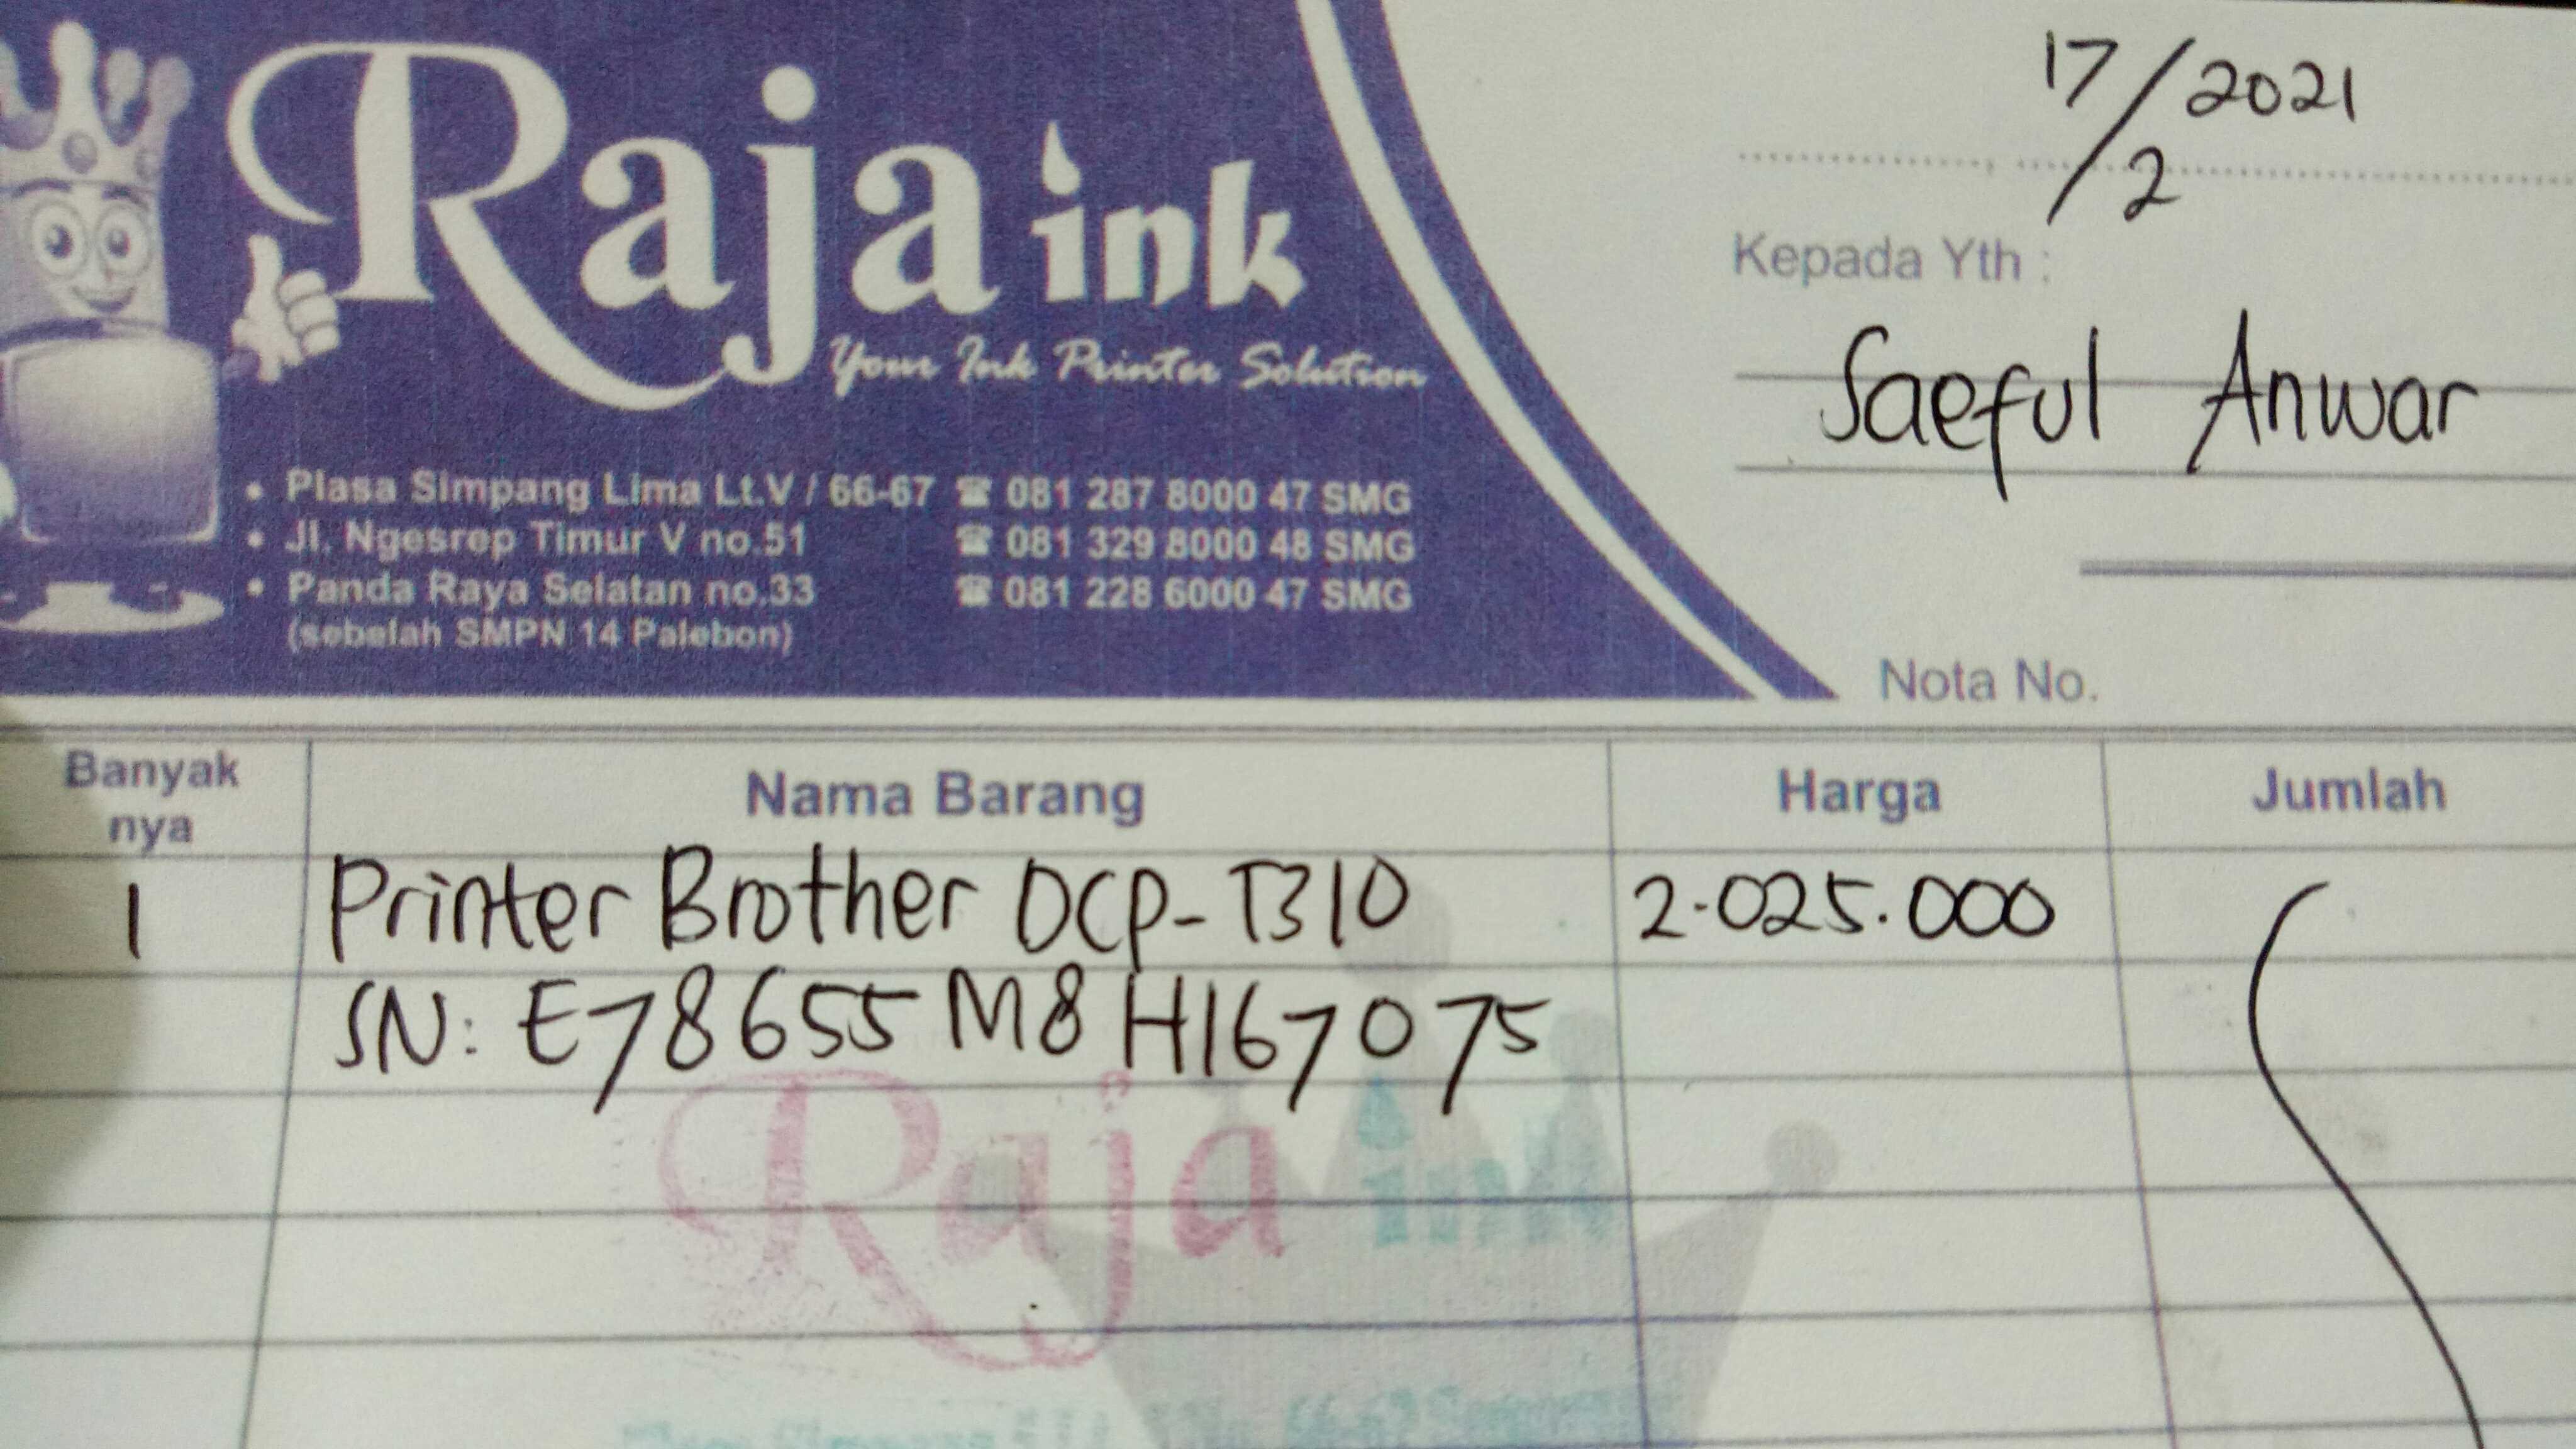 17/2 2021
Raja ink
Your Ink Printer Solution
Kepada Yth :
Saeful Anwar
• Plasa Simpang Lima Lt.V / 66-67 ☎ 081 287 8000 47 SMG
• Jl. Ngesrep Timur V no.51 ☎ 081 329 8000 48 SMG
• Panda Raya Selatan no.33 ☎ 081 228 6000 47 SMG
(sebelah SMPN 14 Palebon)
Nota No.
Banyak
nya
Nama Barang
Harga
Jumlah
1 Printer Brother DCP-T310 2.025.000
SN: E78655M8H167075
Raja ink